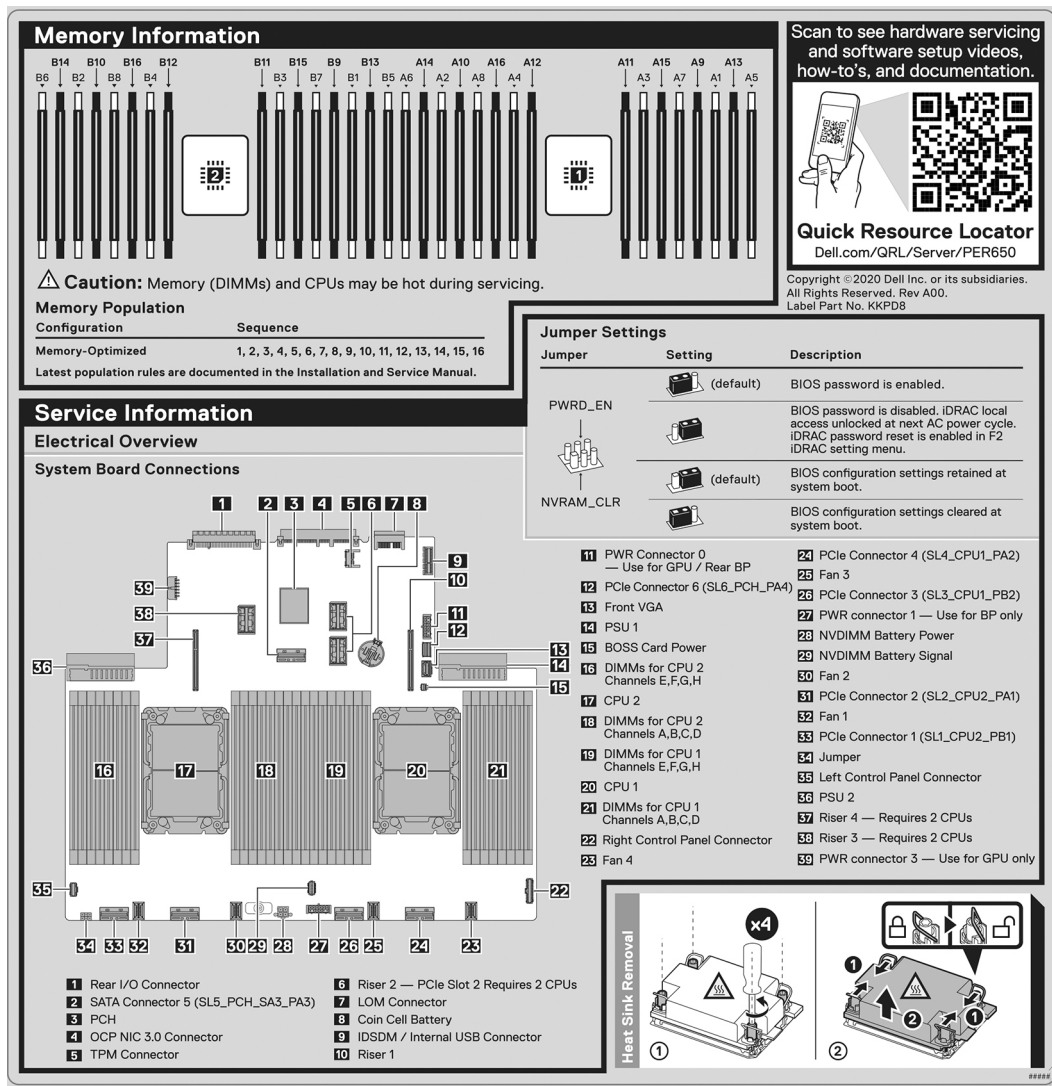 Memory Information
B14 B10 B16 B12 B11 B15 B9 B13 A14 A10 A16 A12 A11 A15 A9 A13
B6 B2 B8 B4 B3 B7 B1 B5 A6 A2 A8 A4 A3 A7 A1 A5
2
1
Caution: Memory (DIMMs) and CPUs may be hot during servicing.
Memory Population
Configuration Sequence
Memory-Optimized 1, 2, 3, 4, 5, 6, 7, 8, 9, 10, 11, 12, 13, 14, 15, 16
Latest population rules are documented in the Installation and Service Manual.
Scan to see hardware servicing
and software setup videos,
how-to's, and documentation.
Quick Resource Locator
Dell.com/QRL/Server/PER650
Copyright ©2020 Dell Inc. or its subsidiaries.
All Rights Reserved. Rev A00.
Label Part No. KKPD8
Jumper Settings
Jumper Setting Description
PWRD_EN
NVRAM_CLR
(default) BIOS password is enabled.
BIOS password is disabled. iDRAC local
access unlocked at next AC power cycle.
iDRAC password reset is enabled in F2
iDRAC setting menu.
(default) BIOS configuration settings retained at
system boot.
BIOS configuration settings cleared at
system boot.
Service Information
Electrical Overview
System Board Connections
1 2 3 4 5 6 7 8
9
10
11
12
13
14
15
39
38
37
36
16 17 18 19 20 21
35
22
34 33 32 31 30 29 28 27 26 25 24 23
1 Rear I/O Connector
2 SATA Connector 5 (SL5_PCH_SA3_PA3)
3 PCH
4 OCP NIC 3.0 Connector
5 TPM Connector
6 Riser 2 — PCIe Slot 2 Requires 2 CPUs
7 LOM Connector
8 Coin Cell Battery
9 IDSDM / Internal USB Connector
10 Riser 1
11 PWR Connector 0
— Use for GPU / Rear BP
12 PCIe Connector 6 (SL6_PCH_PA4)
13 Front VGA
14 PSU 1
15 BOSS Card Power
16 DIMMs for CPU 2
Channels E,F,G,H
17 CPU 2
18 DIMMs for CPU 2
Channels A,B,C,D
19 DIMMs for CPU 1
Channels E,F,G,H
20 CPU 1
21 DIMMs for CPU 1
Channels A,B,C,D
22 Right Control Panel Connector
23 Fan 4
24 PCIe Connector 4 (SL4_CPU1_PA2)
25 Fan 3
26 PCIe Connector 3 (SL3_CPU1_PB2)
27 PWR connector 1 — Use for BP only
28 NVDIMM Battery Power
29 NVDIMM Battery Signal
30 Fan 2
31 PCIe Connector 2 (SL2_CPU2_PA1)
32 Fan 1
33 PCIe Connector 1 (SL1_CPU2_PB1)
34 Jumper
35 Left Control Panel Connector
36 PSU 2
37 Riser 4 — Requires 2 CPUs
38 Riser 3 — Requires 2 CPUs
39 PWR connector 3 — Use for GPU only
Heat Sink Removal
x4
1
1
2
1
2
#####